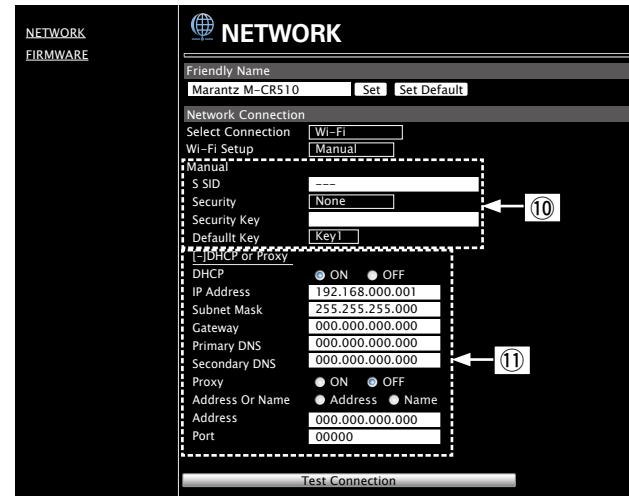 NETWORK
FIRMWARE
NETWORK
Friendly Name
Marantz M-CR510 Set Set Default
Network Connection
Select Connection Wi-Fi
Wi-Fi Setup Manual
Manual
S SID ---
Security None
Security Key
Defaullt Key Key1
⑩
[-]DHCP or Proxy
DHCP ON OFF
IP Address 192.168.000.001
Subnet Mask 255.255.255.000
Gateway 000.000.000.000
Primary DNS 000.000.000.000
Secondary DNS 000.000.000.000
⑪
Proxy ON OFF
Address Or Name Address Name
Address 000.000.000.000
Port 00000
Test Connection